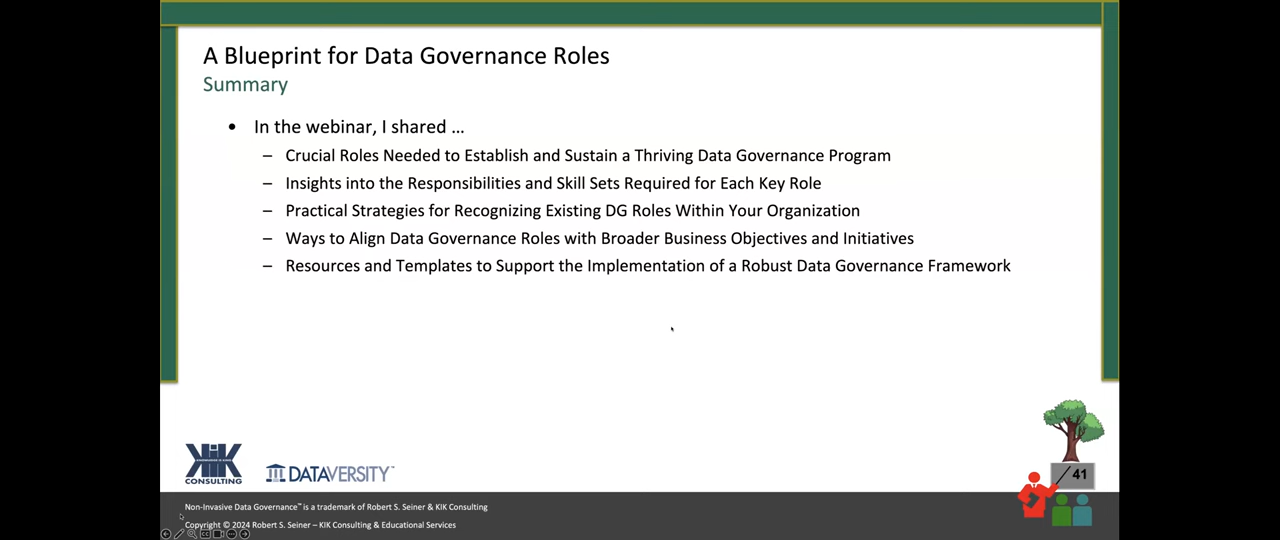 A Blueprint for Data Governance Roles
Summary
• In the webinar, I shared …
– Crucial Roles Needed to Establish and Sustain a Thriving Data Governance Program
– Insights into the Responsibilities and Skill Sets Required for Each Key Role
– Practical Strategies for Recognizing Existing DG Roles Within Your Organization
– Ways to Align Data Governance Roles with Broader Business Objectives and Initiatives
– Resources and Templates to Support the Implementation of a Robust Data Governance Framework
KIK
CONSULTING
DATAVERSITY™
41
Non-Invasive Data Governance™ is a trademark of Robert S. Seiner & KIK Consulting
Copyright © 2024 Robert S. Seiner – KIK Consulting & Educational Services